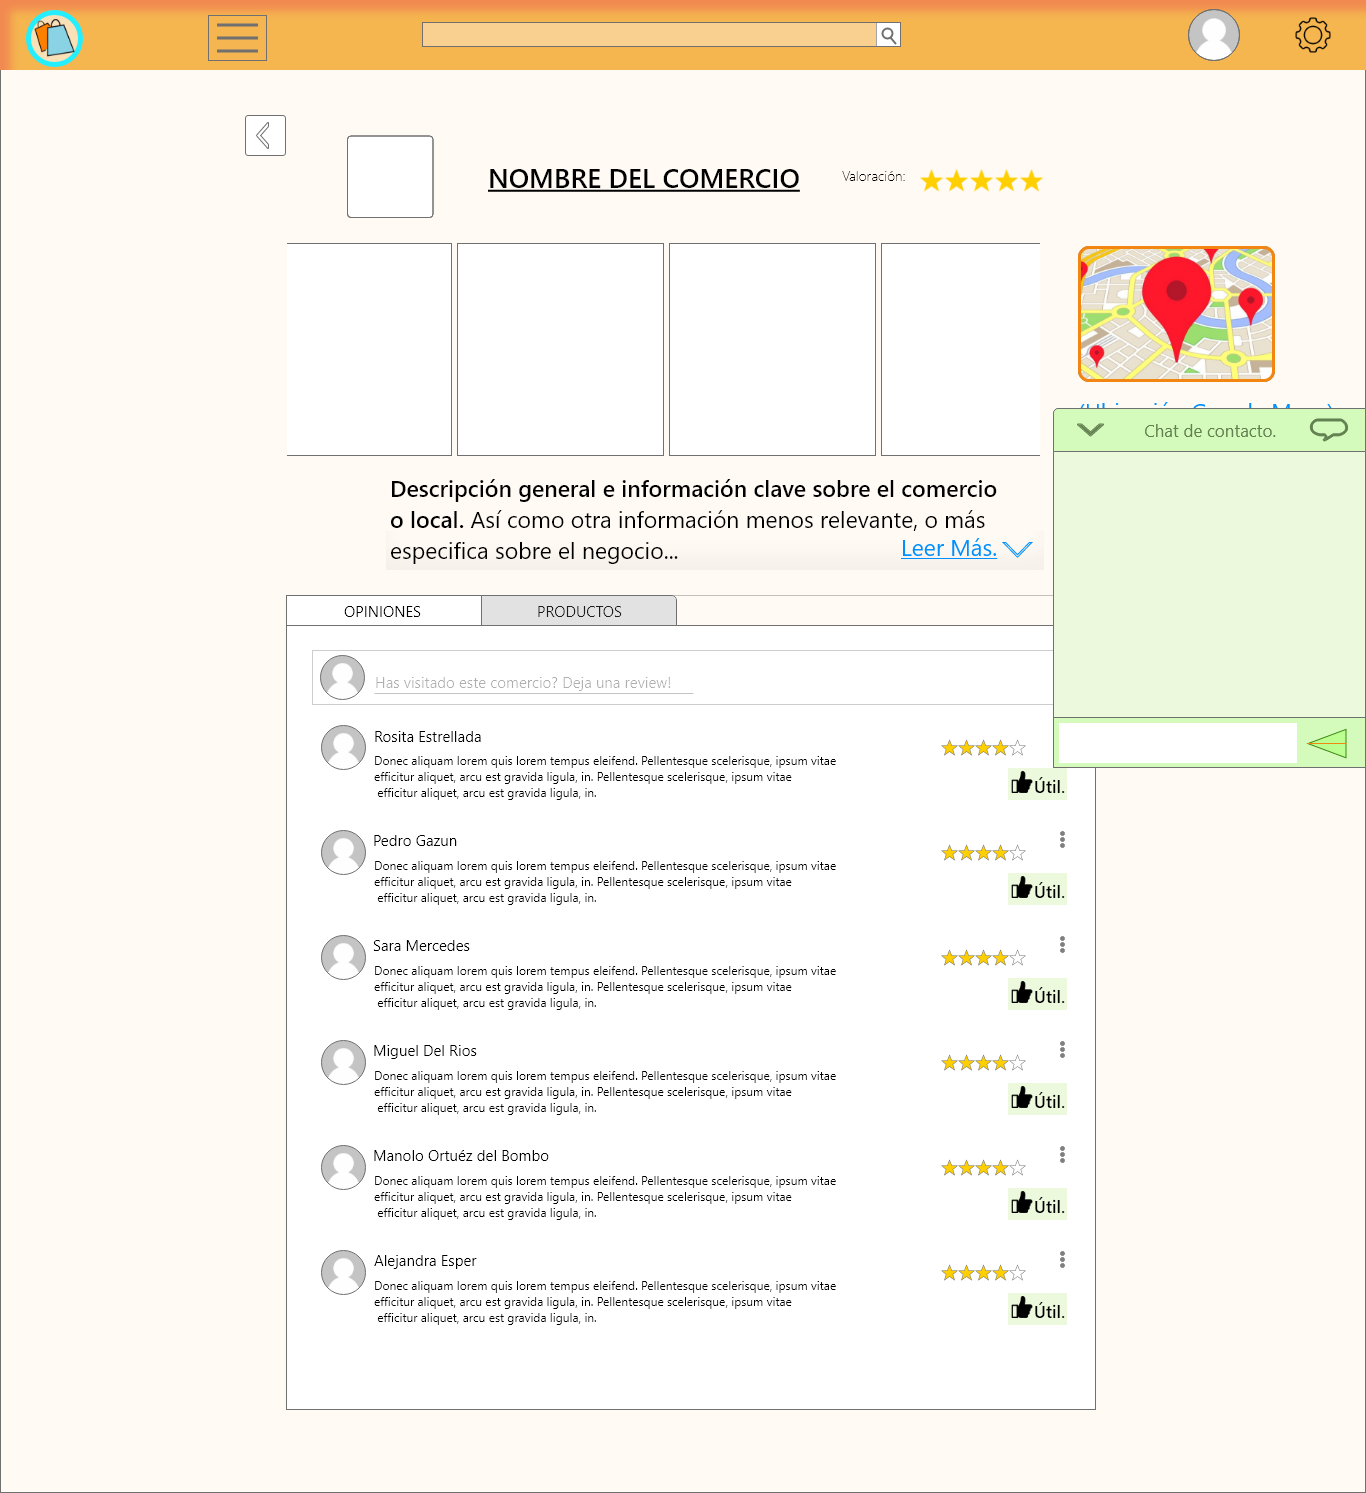 NOMBRE DEL COMERCIO
Valoración:
Chat de contacto.
Descripción general e información clave sobre el comercio
o local. Así como otra información menos relevante, o más
especifica sobre el negocio...
Leer Más.
OPINIONES
PRODUCTOS
Has visitado este comercio? Deja una review!
Rosita Estrellada
Donec aliquam lorem quis lorem tempus eleifend. Pellentesque scelerisque, ipsum vitae
efficitur aliquet, arcu est gravida ligula, in. Pellentesque scelerisque, ipsum vitae
efficitur aliquet, arcu est gravida ligula, in.
Útil.
Pedro Gazun
Donec aliquam lorem quis lorem tempus eleifend. Pellentesque scelerisque, ipsum vitae
efficitur aliquet, arcu est gravida ligula, in. Pellentesque scelerisque, ipsum vitae
efficitur aliquet, arcu est gravida ligula, in.
Útil.
Sara Mercedes
Donec aliquam lorem quis lorem tempus eleifend. Pellentesque scelerisque, ipsum vitae
efficitur aliquet, arcu est gravida ligula, in. Pellentesque scelerisque, ipsum vitae
efficitur aliquet, arcu est gravida ligula, in.
Útil.
Miguel Del Rios
Donec aliquam lorem quis lorem tempus eleifend. Pellentesque scelerisque, ipsum vitae
efficitur aliquet, arcu est gravida ligula, in. Pellentesque scelerisque, ipsum vitae
efficitur aliquet, arcu est gravida ligula, in.
Útil.
Manolo Ortuéz del Bombo
Donec aliquam lorem quis lorem tempus eleifend. Pellentesque scelerisque, ipsum vitae
efficitur aliquet, arcu est gravida ligula, in. Pellentesque scelerisque, ipsum vitae
efficitur aliquet, arcu est gravida ligula, in.
Útil.
Alejandra Esper
Donec aliquam lorem quis lorem tempus eleifend. Pellentesque scelerisque, ipsum vitae
efficitur aliquet, arcu est gravida ligula, in. Pellentesque scelerisque, ipsum vitae
efficitur aliquet, arcu est gravida ligula, in.
Útil.